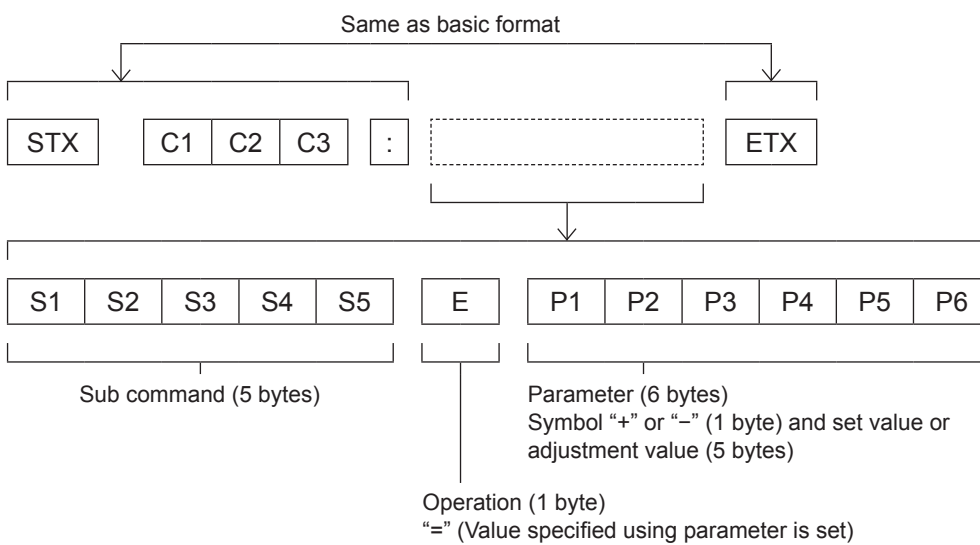 Same as basic format
STX C1 C2 C3 : ETX
S1 S2 S3 S4 S5 E P1 P2 P3 P4 P5 P6
Sub command (5 bytes)
Parameter (6 bytes)
Symbol “+” or “−” (1 byte) and set value or
adjustment value (5 bytes)
Operation (1 byte)
“=” (Value specified using parameter is set)